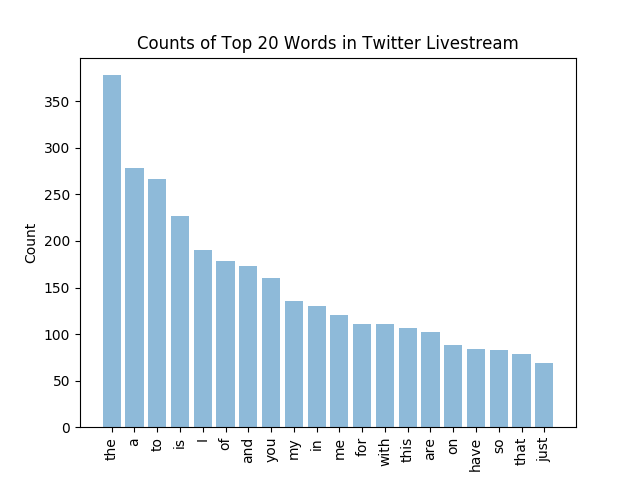 Counts of Top 20 Words in Twitter Livestream
Count
350
300
250
200
150
100
50
0
the
a
to
is
I
of
and
you
my
in
me
for
with
this
are
on
have
so
that
just